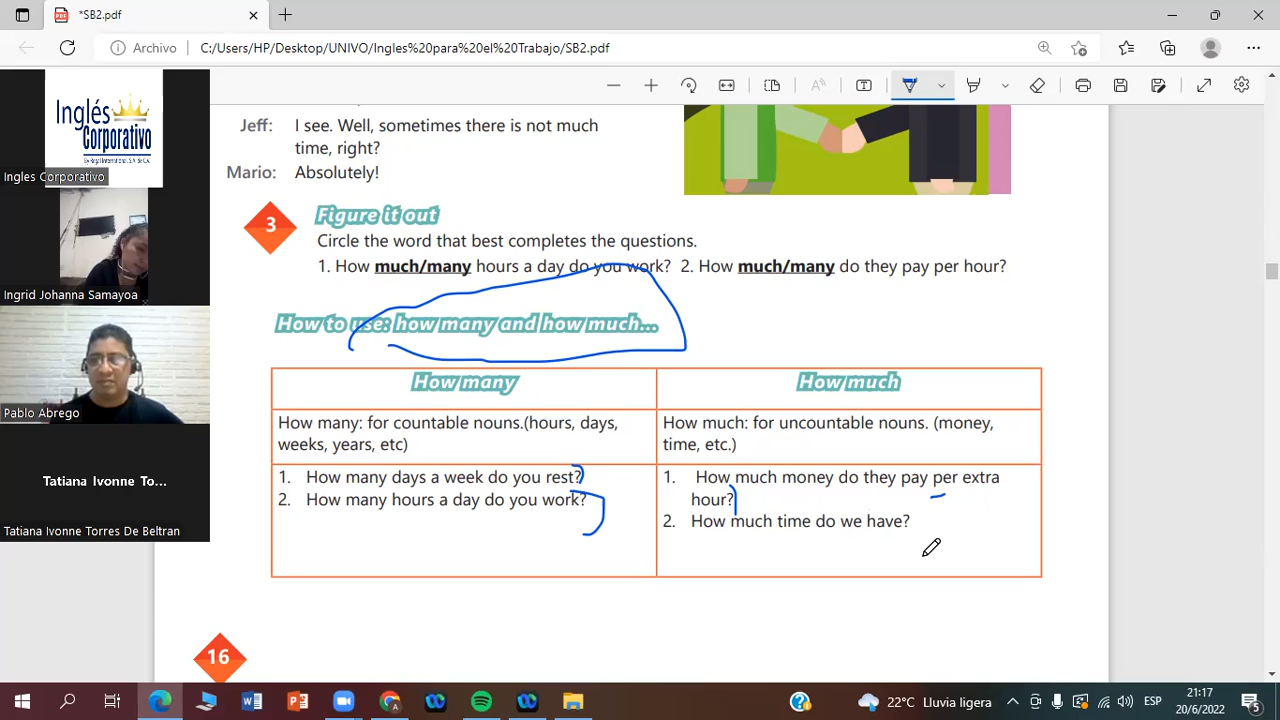 *SB2.pdf
Archivo
C:/Users/HP/Desktop/UNIVO/Ingles%20para%20el%20Trabajo/SB2.pdf
Inglés
Corporativo
By Regal International, S.A. de C.V.
Ingles Corporativo
Ingrid Johanna Samayoa
Pablo Abrego
Tatiana Ivonne To...
Tatiana Ivonne Torres De Beltran
Jeff: I see. Well, sometimes there is not much
time, right?
Mario: Absolutely!
3 Figure it out
Circle the word that best completes the questions.
1. How much/many hours a day do you work? 2. How much/many do they pay per hour?
How to use: how many and how much...
How many
How much
How many: for countable nouns.(hours, days,
weeks, years, etc)
How much: for uncountable nouns. (money,
time, etc.)
1. How many days a week do you rest?
2. How many hours a day do you work?
1. How much money do they pay per extra
hour?
2. How much time do we have?
16
22°C Lluvia ligera
ESP
21:17
20/6/2022
5